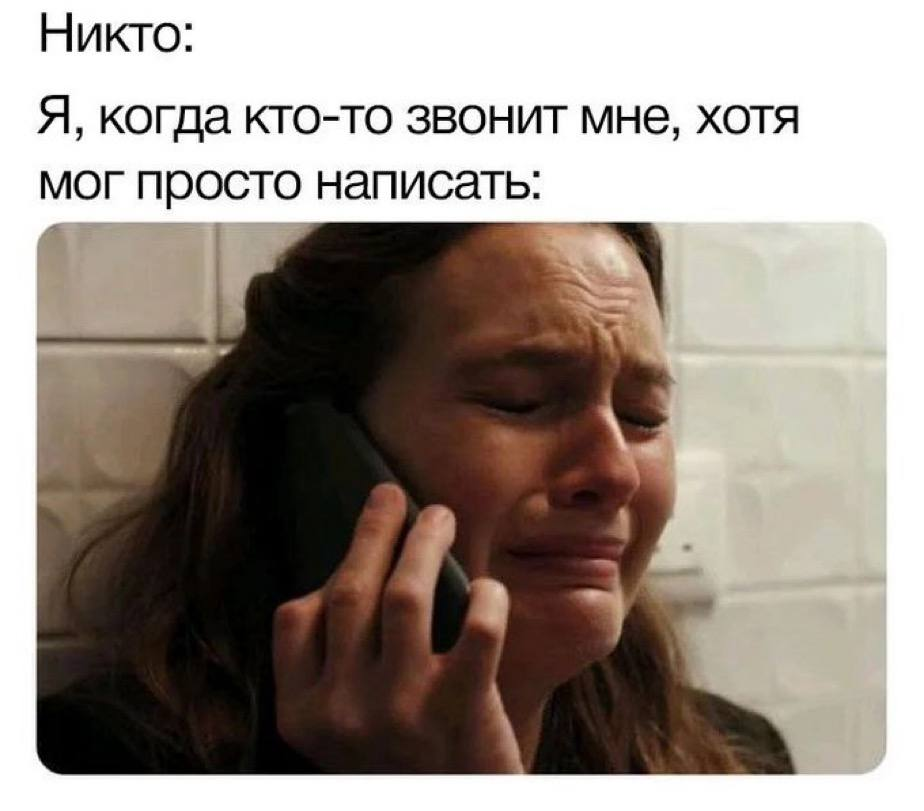 Никто:
Я, когда кто-то звонит мне, хотя
мог просто написать: